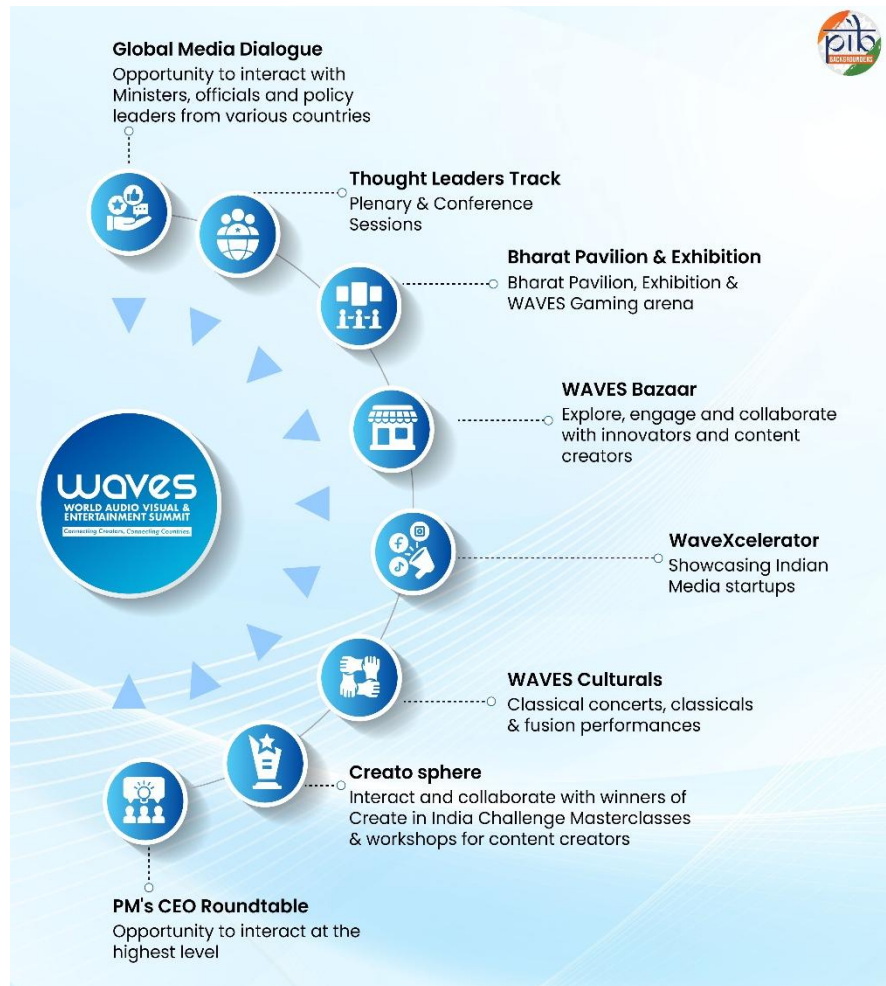 pib
BACKGROUNDERS
Global Media Dialogue
Opportunity to interact with
Ministers, officials and policy
leaders from various countries
Thought Leaders Track
Plenary & Conference
Sessions
Bharat Pavilion & Exhibition
Bharat Pavilion, Exhibition &
WAVES Gaming arena
WAVES Bazaar
Explore, engage and collaborate
with innovators and content
creators
waves
WORLD AUDIO VISUAL &
ENTERTAINMENT SUMMIT
Connecting Creators, Connecting Countries
WaveXcelerator
Showcasing Indian
Media startups
WAVES Culturals
Classical concerts, classicals
& fusion performances
Creato sphere
Interact and collaborate with winners of
Create in India Challenge Masterclasses
& workshops for content creators
PM's CEO Roundtable
Opportunity to interact at the
highest level